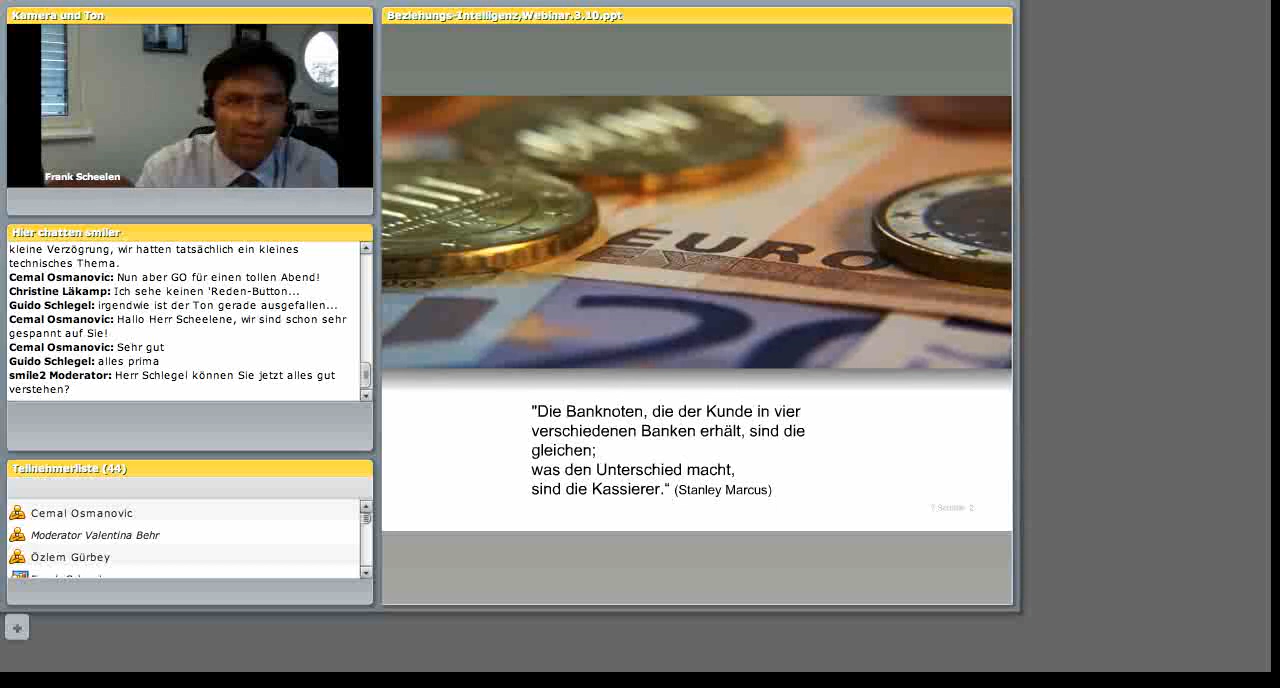 Kamera und Ton
Frank Scheelen
Hier chatten smiler
kleine Verzögrung, wir hatten tatsächlich ein kleines
technisches Thema.
Cemal Osmanovic: Nun aber GO für einen tollen Abend!
Christine Läkamp: Ich sehe keinen 'Reden-Button...
Guido Schlegel: irgendwie ist der Ton gerade ausgefallen...
Cemal Osmanovic: Hallo Herr Scheelene, wir sind schon sehr
gespannt auf Sie!
Cemal Osmanovic: Sehr gut
Guido Schlegel: alles prima
smile2 Moderator: Herr Schlegel können Sie jetzt alles gut
verstehen?
Teilnehmerliste (44)
Cemal Osmanovic
Moderator Valentina Behr
Özlem Gürbey
Beziehungs-Intelligenz,Webinar.3.10.ppt
EURO
ΕΥΡΩ
20
"Die Banknoten, die der Kunde in vier
verschiedenen Banken erhält, sind die
gleichen;
was den Unterschied macht,
sind die Kassierer.“ (Stanley Marcus)